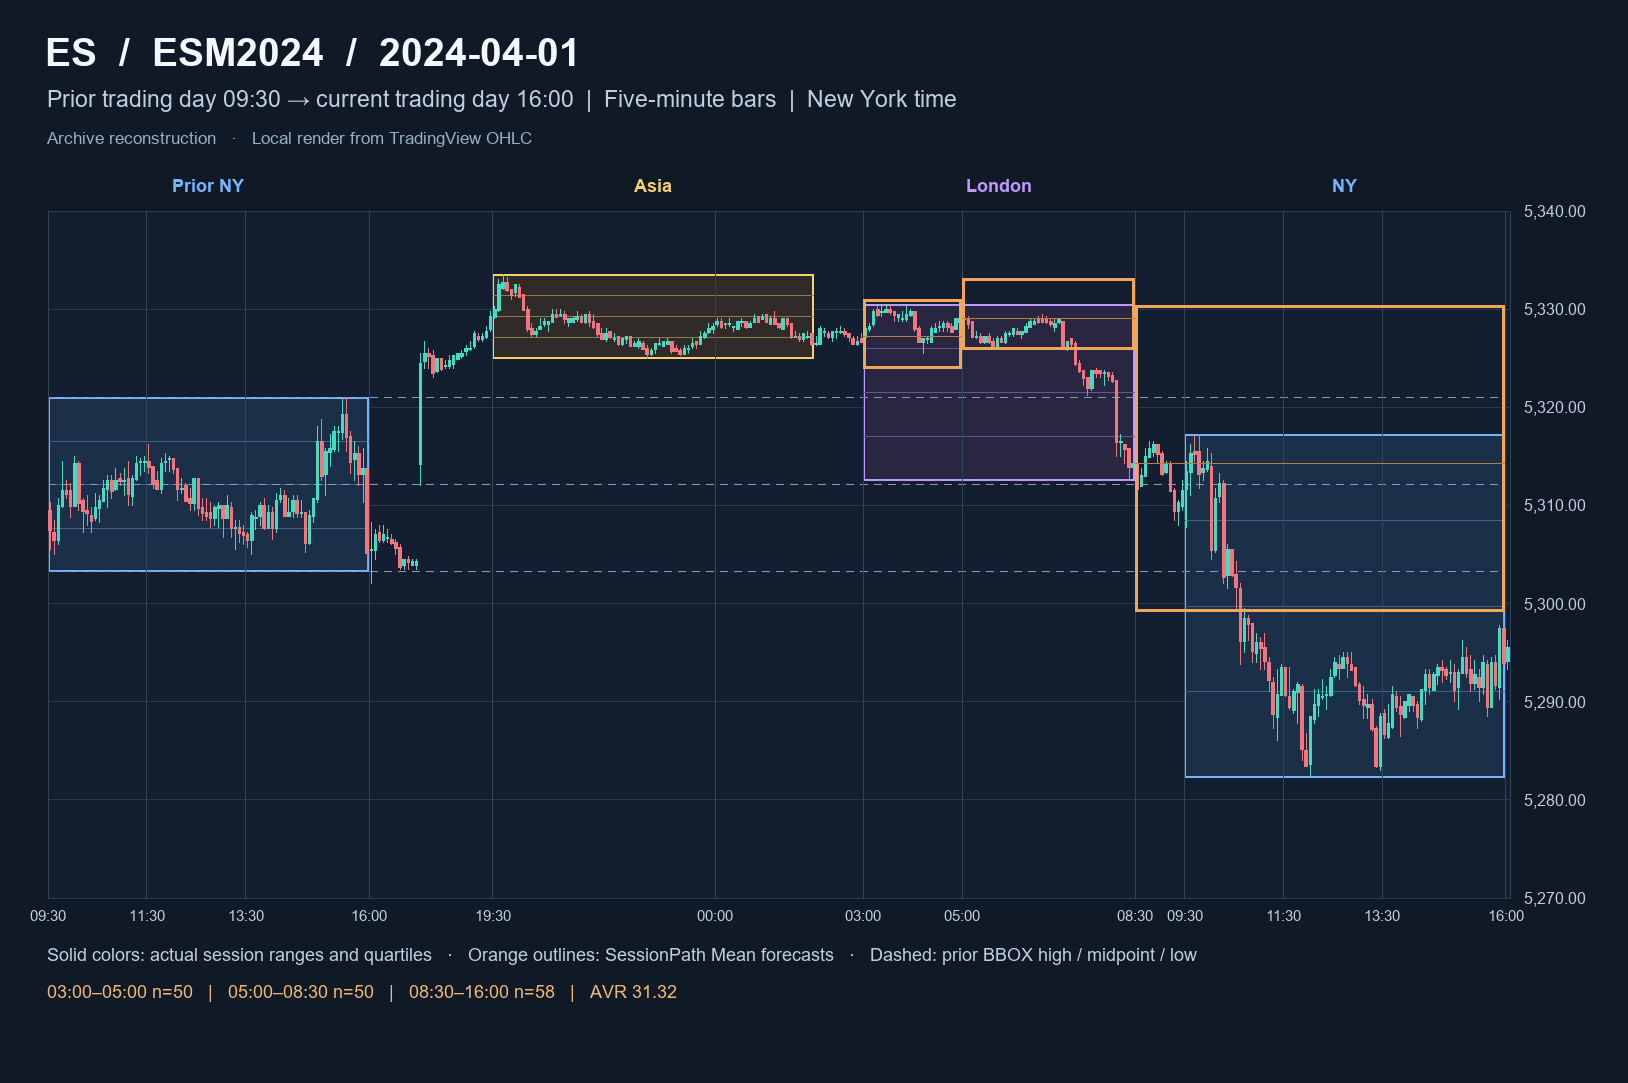 ES / ESM2024 / 2024-04-01
Prior trading day 09:30 → current trading day 16:00 | Five-minute bars | New York time
Archive reconstruction · Local render from TradingView OHLC
Prior NY Asia London NY
5,340.00
5,330.00
5,320.00
5,310.00
5,300.00
5,290.00
5,280.00
5,270.00
09:30 11:30 13:30 16:00 19:30 00:00 03:00 05:00 08:30 09:30 11:30 13:30 16:00
Solid colors: actual session ranges and quartiles · Orange outlines: SessionPath Mean forecasts · Dashed: prior BBOX high / midpoint / low
03:00–05:00 n=50 | 05:00–08:30 n=50 | 08:30–16:00 n=58 | AVR 31.32